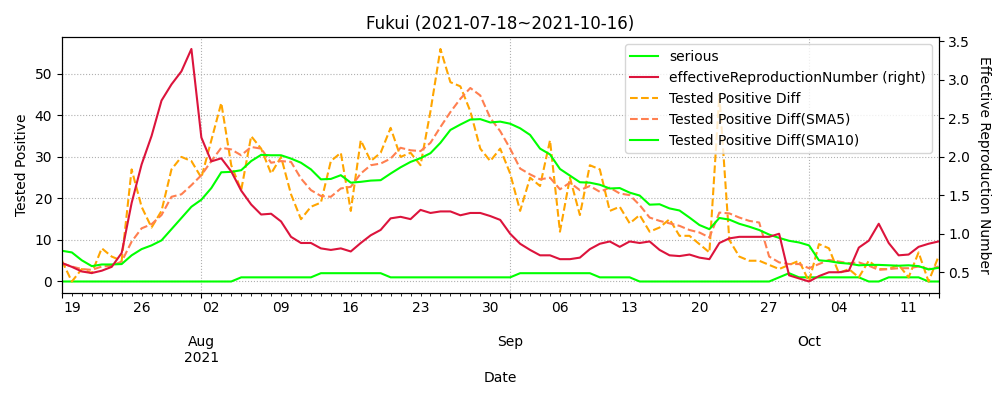 Fukui (2021-07-18~2021-10-16)
serious
effectiveReproductionNumber (right)
Tested Positive Diff
Tested Positive Diff(SMA5)
Tested Positive Diff(SMA10)
Tested Positive
50
40
30
20
10
0
3.5
3.0
2.5
2.0
1.5
1.0
0.5
Effective Reproduction Number
19 26 02 09 16 23 30 06 13 20 27 04 11
Aug Sep Oct
2021
Date